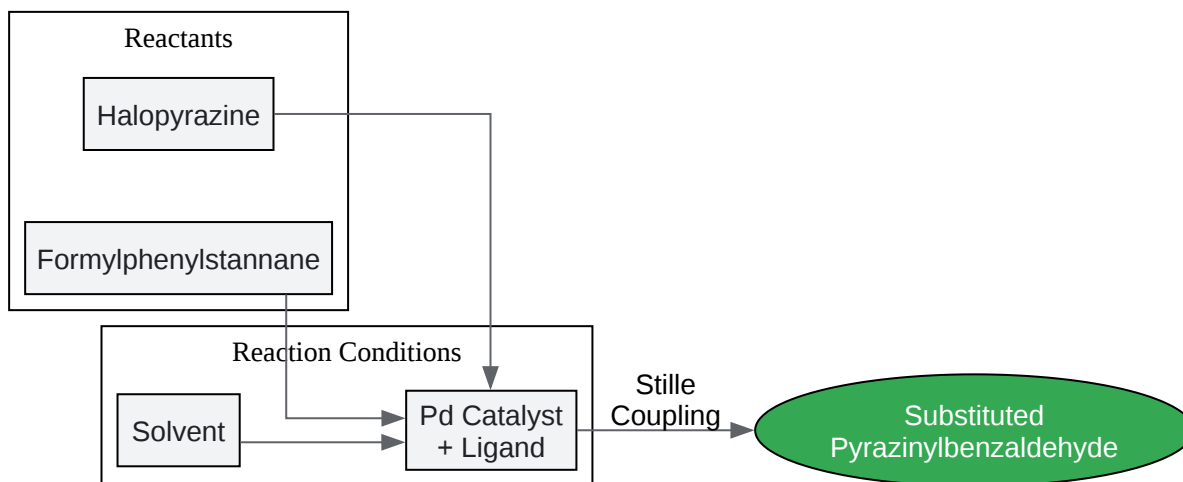 Reactants
Halopyrazine
Formylphenylstannane
Reaction Conditions
Solvent
Pd Catalyst
+ Ligand
Stille
Coupling
Substituted
Pyrazinylbenzaldehyde